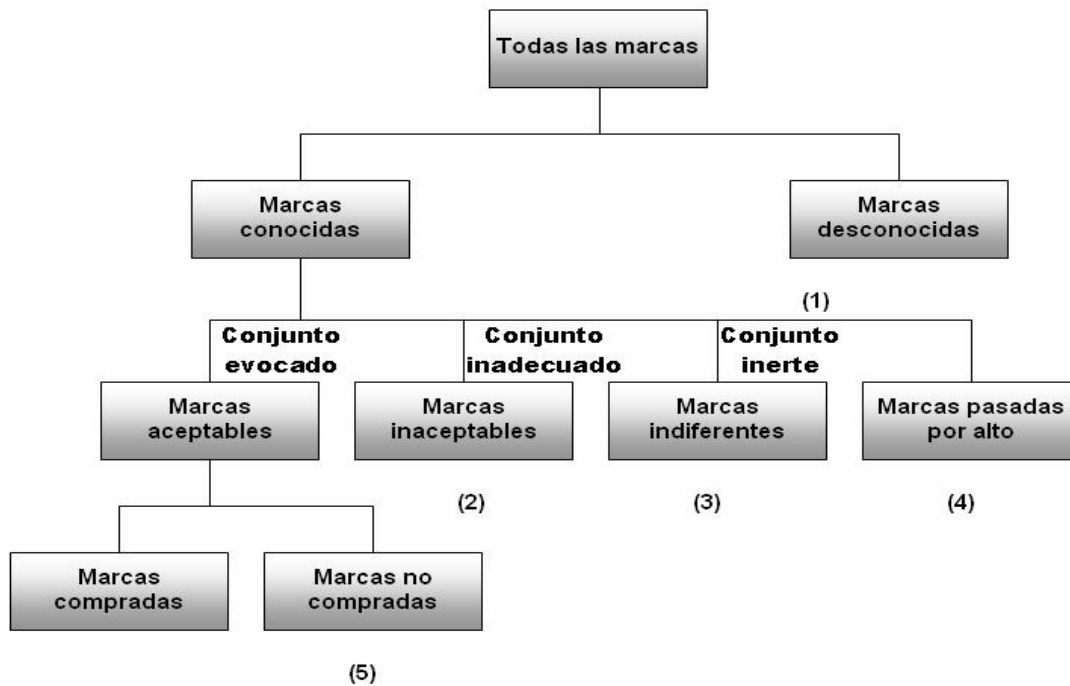 Todas las marcas
Marcas
conocidas
Marcas
desconocidas
(1)
Conjunto
evocado
Conjunto
inadecuado
Conjunto
inerte
Marcas
aceptables
Marcas
inaceptables
Marcas
indiferentes
Marcas pasadas
por alto
(2)
(3)
(4)
Marcas
compradas
Marcas no
compradas
(5)